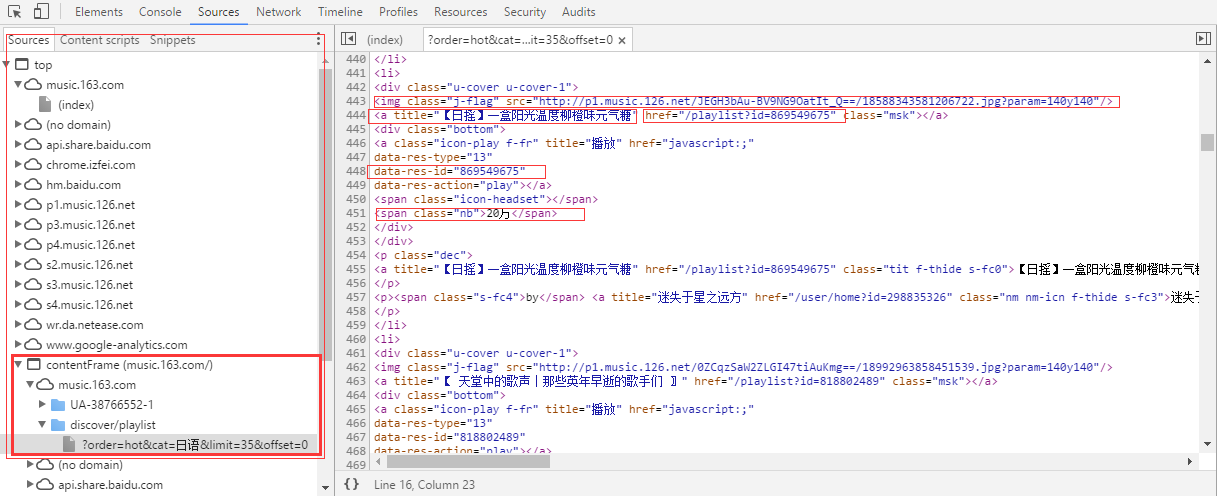 Elements Console Sources Network Timeline Profiles Resources Security Audits
Sources Content scripts Snippets
top
music.163.com
(index)
(no domain)
api.share.baidu.com
chrome.izfei.com
hm.baidu.com
p1.music.126.net
p3.music.126.net
p4.music.126.net
s2.music.126.net
s3.music.126.net
s4.music.126.net
wr.da.netease.com
www.google-analytics.com
contentFrame (music.163.com/)
music.163.com
UA-38766552-1
discover/playlist
?order=hot&cat=日语&limit=35&offset=0
(no domain)
api.share.baidu.com
(index) ?order=hot&cat=...it=35&offset=0 ×
440 </li>
441 <li>
442 <div class="u-cover u-cover-1">
443 <img class="j-flag" src="http://p1.music.126.net/JEGH3bAu-BV9NG9OatIt_Q==/18588343581206722.jpg?param=140y140"/>
444 <a title="【日摇】一盒阳光温度柳橙味元气糖" href="/playlist?id=869549675" class="msk"></a>
445 <div class="bottom">
446 <a class="icon-play f-fr" title="播放" href="javascript:;"
447 data-res-type="13"
448 data-res-id="869549675"
449 data-res-action="play"></a>
450 <span class="icon-headset"></span>
451 <span class="nb">20万</span>
452 </div>
453 </div>
454 <p class="dec">
455 <a title="【日摇】一盒阳光温度柳橙味元气糖" href="/playlist?id=869549675" class="tit f-thide s-fc0">【日摇】一盒阳光温度柳橙味元气糖
456 </p>
457 <p><span class="s-fc4">by</span> <a title="迷失于星之远方" href="/user/home?id=298835326" class="nm nm-icn f-thide s-fc3">迷失于
458 </p>
459 </li>
460 <li>
461 <div class="u-cover u-cover-1">
462 <img class="j-flag" src="http://p1.music.126.net/0ZCqzSaW2ZLGI47tiAuKmg==/18992963858451539.jpg?param=140y140"/>
463 <a title="〖 天堂中的歌声丨那些英年早逝的歌手们 〗" href="/playlist?id=818802489" class="msk"></a>
464 <div class="bottom">
465 <a class="icon-play f-fr" title="播放" href="javascript:;"
466 data-res-type="13"
467 data-res-id="818802489"
468 data-res-action="play"></a>
469
{} Line 16, Column 23